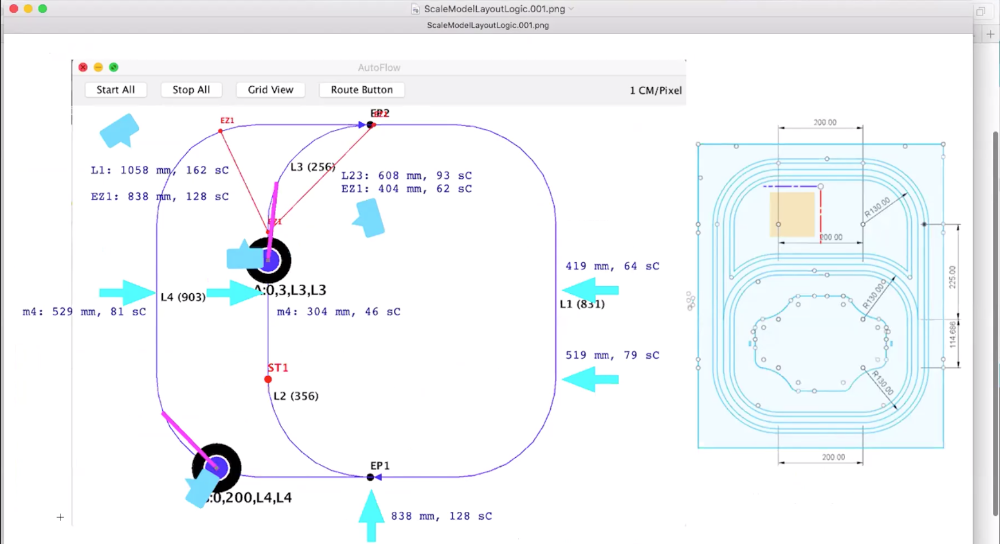 ScaleModelLayoutLogic.001.png
ScaleModelLayoutLogic.001.png
AutoFlow
Start All
Stop All
Grid View
Route Button
1 CM/Pixel
EP2
EZ1
L3 (256)
L1: 1058 mm, 162 sC
EZ1: 838 mm, 128 sC
L23: 608 mm, 93 sC
EZ1: 404 mm, 62 sC
419 mm, 64 sC
A:0,3,L3,L3
L4 (903)
L1 (831)
m4: 529 mm, 81 sC
m4: 304 mm, 46 sC
519 mm, 79 sC
ST1
L2 (356)
EP1
:0,200,L4,L4
838 mm, 128 sC
200 00
R130 00
200 00
225 00
R130 00
114.686
R130 00
200 00